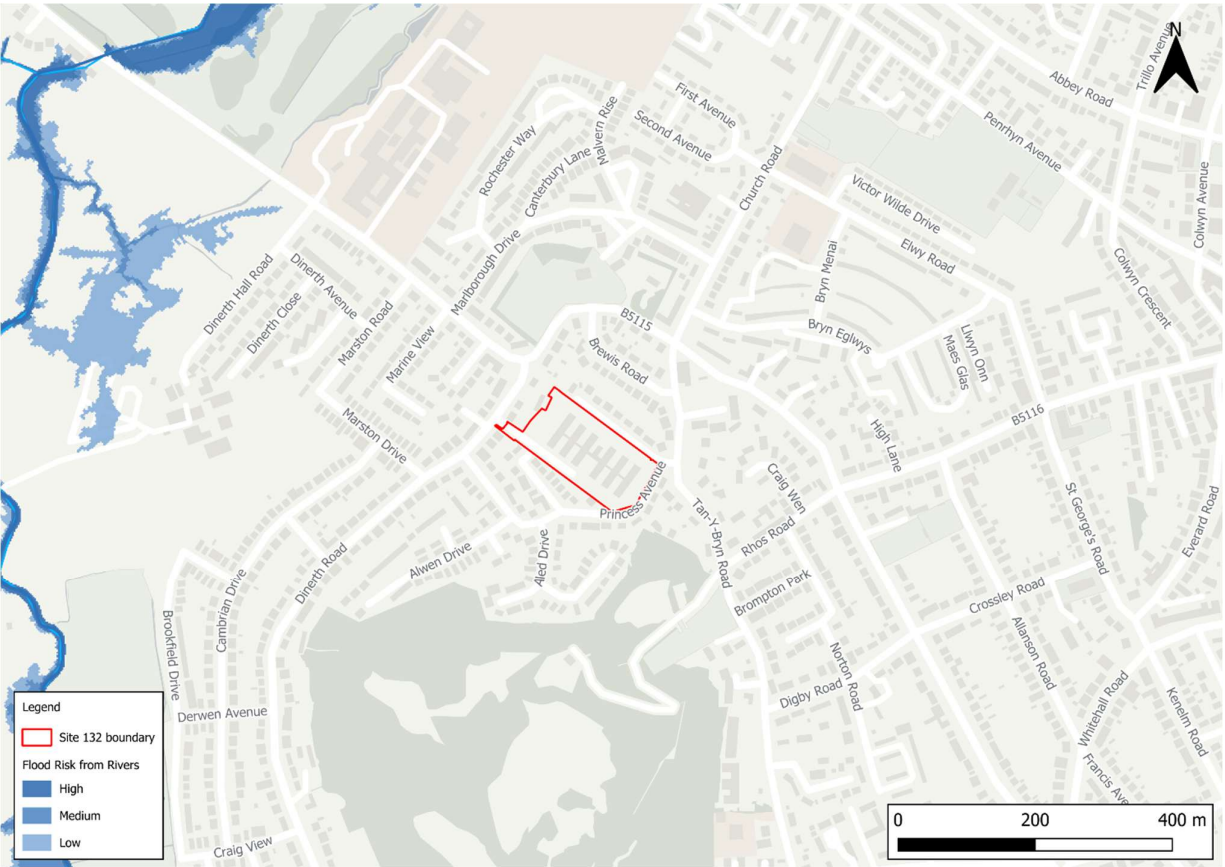 N
Trillo Avenue
Abbey Road
First Avenue
Malvern Rise
Second Avenue
Penrhyn Avenue
Rochester Way
Canterbury Lane
Church Road
Colwyn Avenue
Victor Wilde Drive
Marlborough Drive
Elwy Road
Dinerth Hall Road
Dinerth Avenue
Bryn Menai
Colwyn Crescent
Dinerth Close
Marston Road
B5115
Bryn Eglwys
Llwyn Onn
Marine View
Brewis Road
Maes Glas
B5116
Marston Drive
High Lane
Craig Wen
Princess Avenue
Tan-Y-Bryn Road
Rhos Road
St George's Road
Everard Road
Alwen Drive
Aled Drive
Dinerth Road
Cambrian Drive
Brompton Park
Crossley Road
Brookfield Drive
Allanson Road
Norton Road
Digby Road
Whitehall Road
Kenelm Road
Derwen Avenue
Francis Ave
Craig View
Legend
Site 132 boundary
Flood Risk from Rivers
High
Medium
Low
0 200 400 m